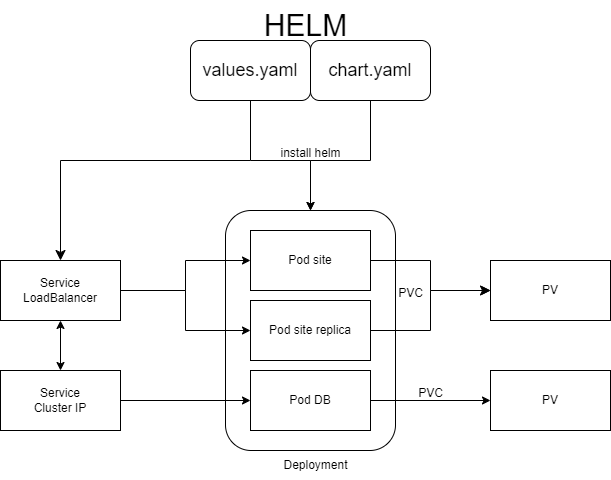 HELM
values.yaml
chart.yaml
install helm
Service
LoadBalancer
Pod site
PVC
PV
Pod site replica
Service
Cluster IP
Pod DB
PVC
PV
Deployment